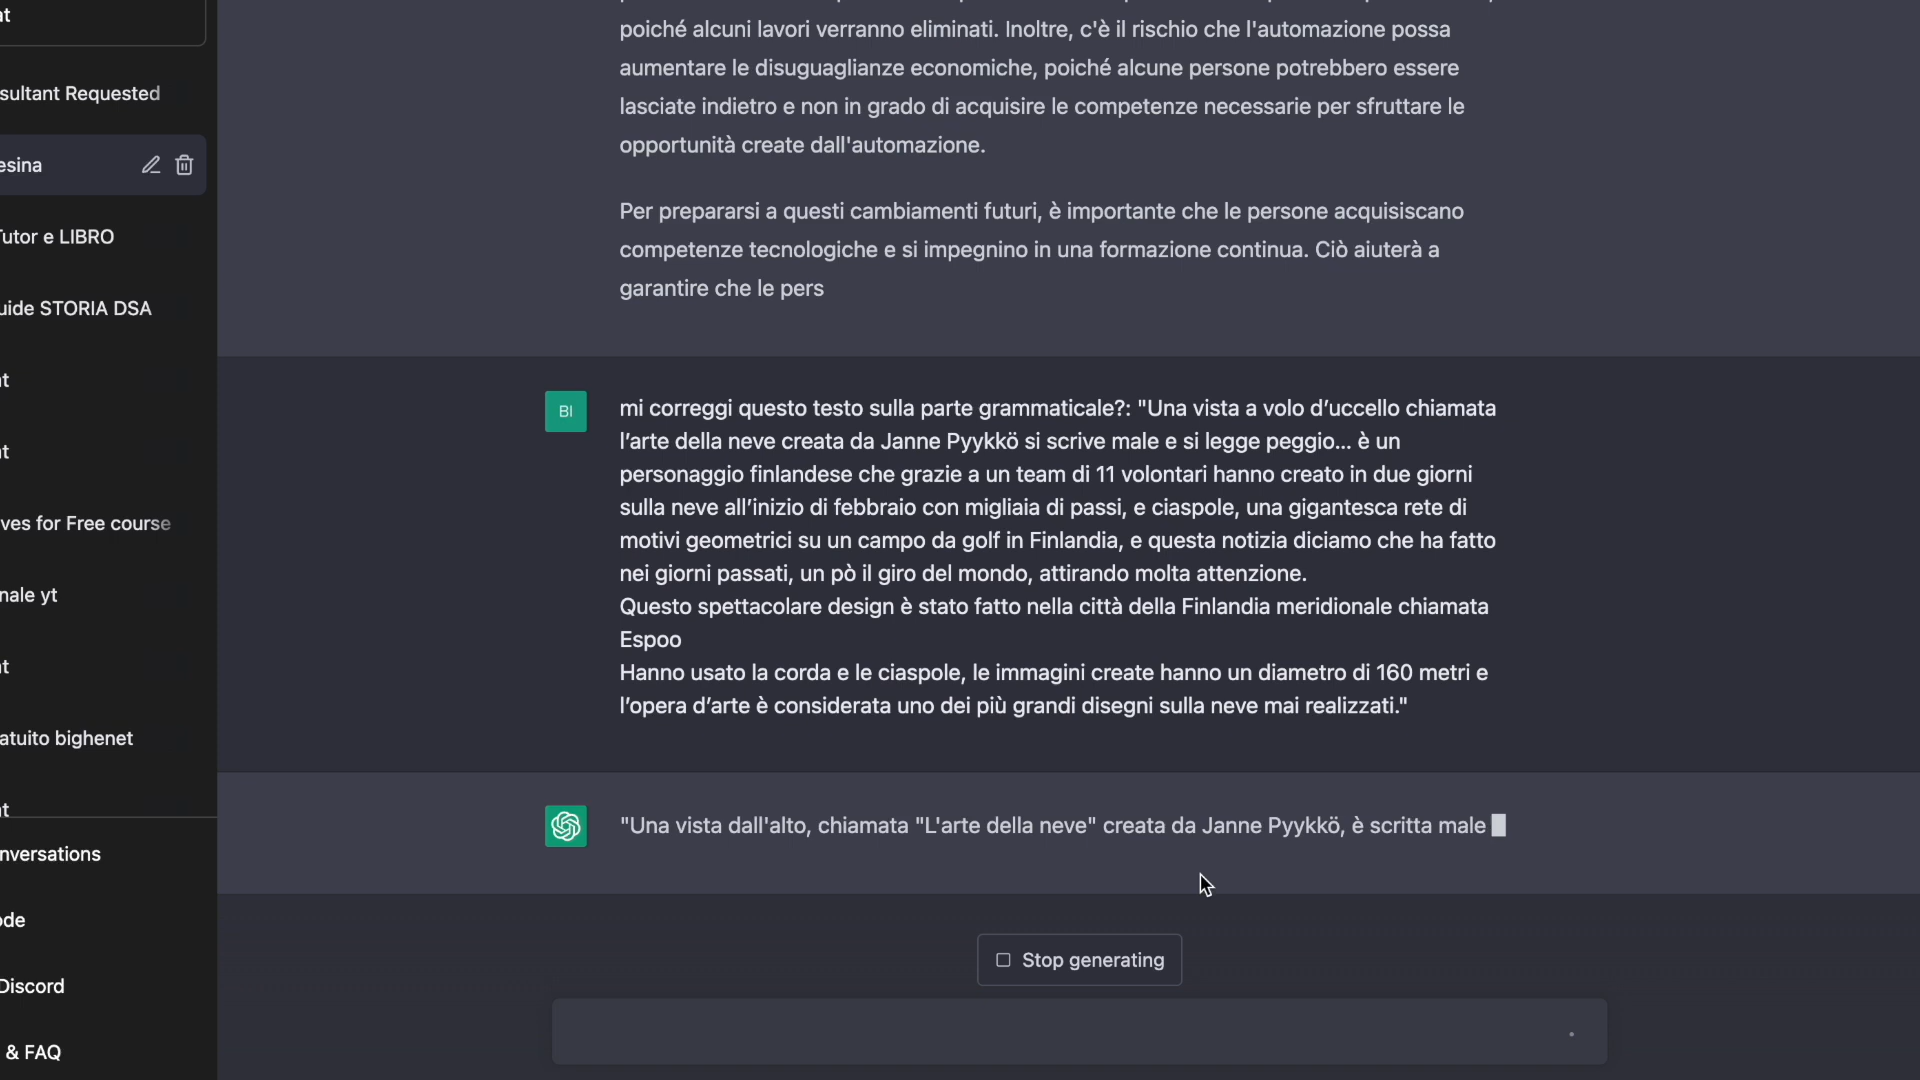 at
sultant Requested
esina
Tutor e LIBRO
uide STORIA DSA
at
at
ves for Free course
nale yt
at
atuito bighenet
at
nversations
ode
Discord
& FAQ
poiché alcuni lavori verranno eliminati. Inoltre, c'è il rischio che l'automazione possa
aumentare le disuguaglianze economiche, poiché alcune persone potrebbero essere
lasciate indietro e non in grado di acquisire le competenze necessarie per sfruttare le
opportunità create dall'automazione.
Per prepararsi a questi cambiamenti futuri, è importante che le persone acquisiscano
competenze tecnologiche e si impegnino in una formazione continua. Ciò aiuterà a
garantire che le pers
BI
mi correggi questo testo sulla parte grammaticale?: "Una vista a volo d’uccello chiamata
l’arte della neve creata da Janne Pyykkö si scrive male e si legge peggio... è un
personaggio finlandese che grazie a un team di 11 volontari hanno creato in due giorni
sulla neve all’inizio di febbraio con migliaia di passi, e ciaspole, una gigantesca rete di
motivi geometrici su un campo da golf in Finlandia, e questa notizia diciamo che ha fatto
nei giorni passati, un pò il giro del mondo, attirando molta attenzione.
Questo spettacolare design è stato fatto nella città della Finlandia meridionale chiamata
Espoo
Hanno usato la corda e le ciaspole, le immagini create hanno un diametro di 160 metri e
l’opera d’arte è considerata uno dei più grandi disegni sulla neve mai realizzati."
"Una vista dall'alto, chiamata "L'arte della neve" creata da Janne Pyykkö, è scritta male
Stop generating